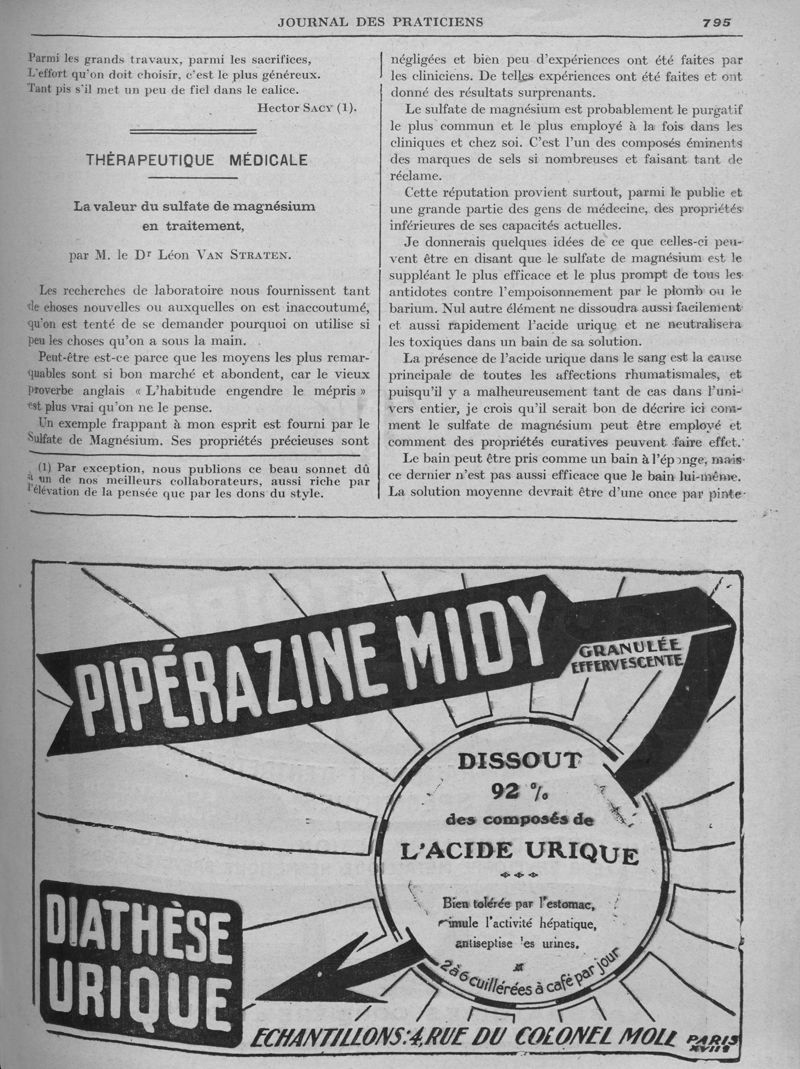 JOURNAL DES PRATICIENS 795
Parmi les grands travaux, parmi les sacrifices,
L'effort qu'on doit choisir, c'est le plus généreux.
Tant pis s'il met un peu de fiel dans le calice.
Hector SACY (1).
THÉRAPEUTIQUE MÉDICALE
La valeur du sulfate de magnésium
en traitement,
par M. le Dr Léon VAN STRATEN.
Les recherches de laboratoire nous fournissent tant
de choses nouvelles ou auxquelles on est inaccoutumé,
qu'on est tenté de se demander pourquoi on utilise si
peu les choses qu'on a sous la main.
Peut-être est-ce parce que les moyens les plus remar-
quables sont si bon marché et abondent, car le vieux
proverbe anglais « L'habitude engendre le mépris »
est plus vrai qu'on ne le pense.
Un exemple frappant à mon esprit est fourni par le
Sulfate de Magnésium. Ses propriétés précieuses sont
(1) Par exception, nous publions ce beau sonnet dû
à un de nos meilleurs collaborateurs, aussi riche par
l'élévation de la pensée que par les dons du style.
négligées et bien peu d'expériences ont été faites par
les cliniciens. De telles expériences ont été faites et ont
donné des résultats surprenants.
Le sulfate de magnésium est probablement le purgatif
le plus commun et le plus employé à la fois dans les
cliniques et chez soi. C'est l'un des composés éminents
des marques de sels si nombreuses et faisant tant de
réclame.
Cette réputation provient surtout, parmi le public et
une grande partie des gens de médecine, des propriétés
inférieures de ses capacités actuelles.
Je donnerais quelques idées de ce que celles-ci peu-
vent être en disant que le sulfate de magnésium est le
suppléant le plus efficace et le plus prompt de tous les
antidotes contre l'empoisonnement par le plomb ou le
barium. Nul autre élément ne dissoudra aussi facilement
et aussi rapidement l'acide urique et ne neutralisera
les toxiques dans un bain de sa solution.
La présence de l'acide urique dans le sang est la cause
principale de toutes les affections rhumatismales, et
puisqu'il y a malheureusement tant de cas dans l'uni-
vers entier, je crois qu'il serait bon de décrire ici com-
ment le sulfate de magnésium peut être employé et
comment des propriétés curatives peuvent faire effet.
Le bain peut être pris comme un bain à l'éponge, mais
ce dernier n'est pas aussi efficace que le bain lui-même.
La solution moyenne devrait être d'une once par pinte
PIPÉRAZINE MIDY
GRANULÉE
EFFERVESCENTE
DISSOUT
92 %
des composés de
L'ACIDE URIQUE
Bien tolérée par l'estomac,
l'activité hépatique,
antiseptise urines.
2 à 6 cuillérées à café par jour
DIATHÈSE
URIQUE
ECHANTILLONS: 4, RUE DU COLONEL MOLL PARIS
XVIIe